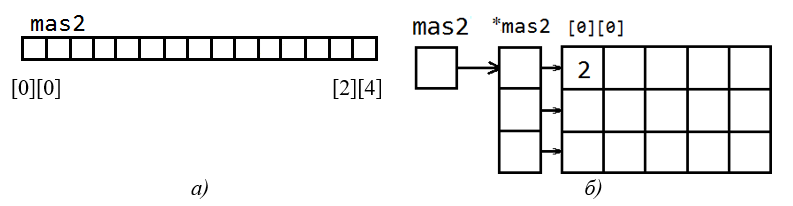 mas2
[0][0] [2][4]
а)
mas2 *mas2 [0][0]
2
б)